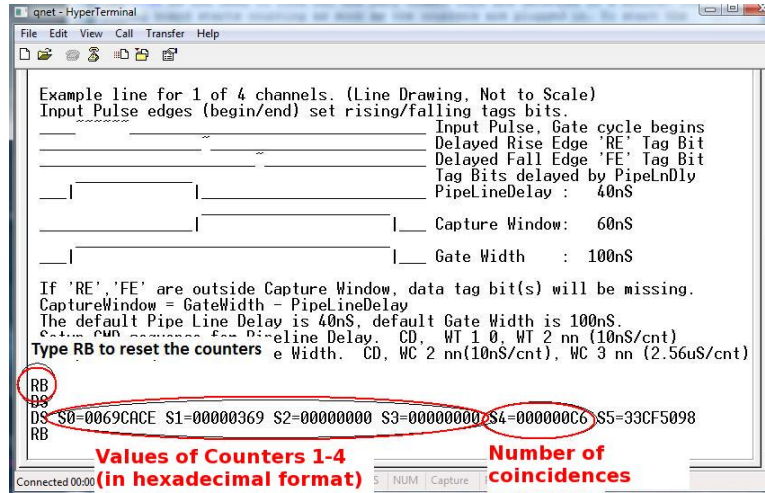 qnet - HyperTerminal
File Edit View Call Transfer Help
Example line for 1 of 4 channels. (Line Drawing, Not to Scale)
Input Pulse edges (begin/end) set rising/falling tags bits.
Input Pulse, Gate cycle begins
Delayed Rise Edge 'RE' Tag Bit
Delayed Fall Edge 'FE' Tag Bit
Tag Bits delayed by PipeLnDly
PipeLineDelay : 40nS
Capture Window: 60nS
Gate Width : 100nS
If 'RE','FE' are outside Capture Window, data tag bit(s) will be missing.
CaptureWindow = GateWidth - PipeLineDelay
The default Pipe Line Delay is 40nS, default Gate Width is 100nS.
Setup CMD sequence for Pipeline Delay. CD, WT 1 0, WT 2 nn (10nS/cnt)
Type RB to reset the counters
e Width. CD, WC 2 nn(10nS/cnt), WC 3 nn (2.56uS/cnt)
RB
DS
DS S0=0069CACE S1=00000369 S2=00000000 S3=00000000 S4=000000C6 S5=33CF5098
RB
Values of Counters 1-4
(in hexadecimal format)
Number of
coincidences
Connected 00:00
NUM Capture